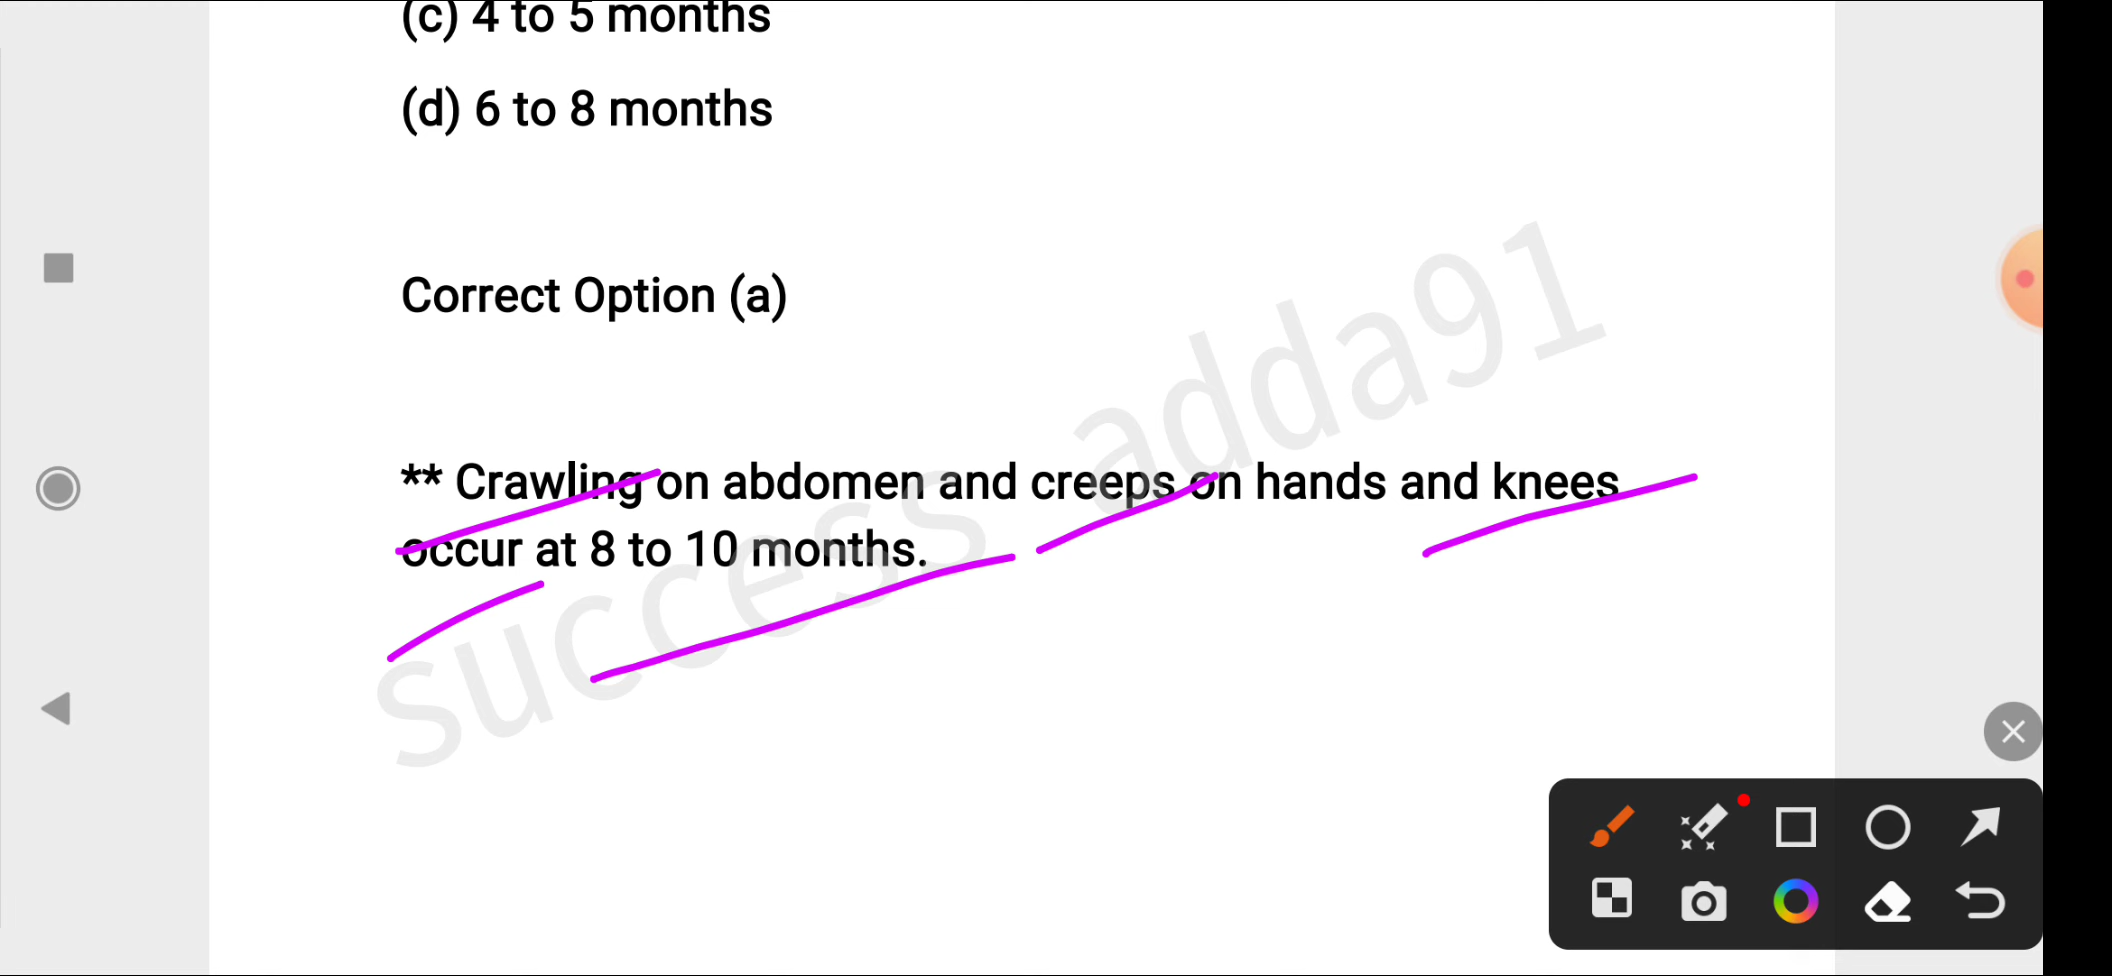 (c) 4 to 5 months
(d) 6 to 8 months
Correct Option (a)
** Crawling on abdomen and creeps on hands and knees
occur at 8 to 10 months.
success adda91